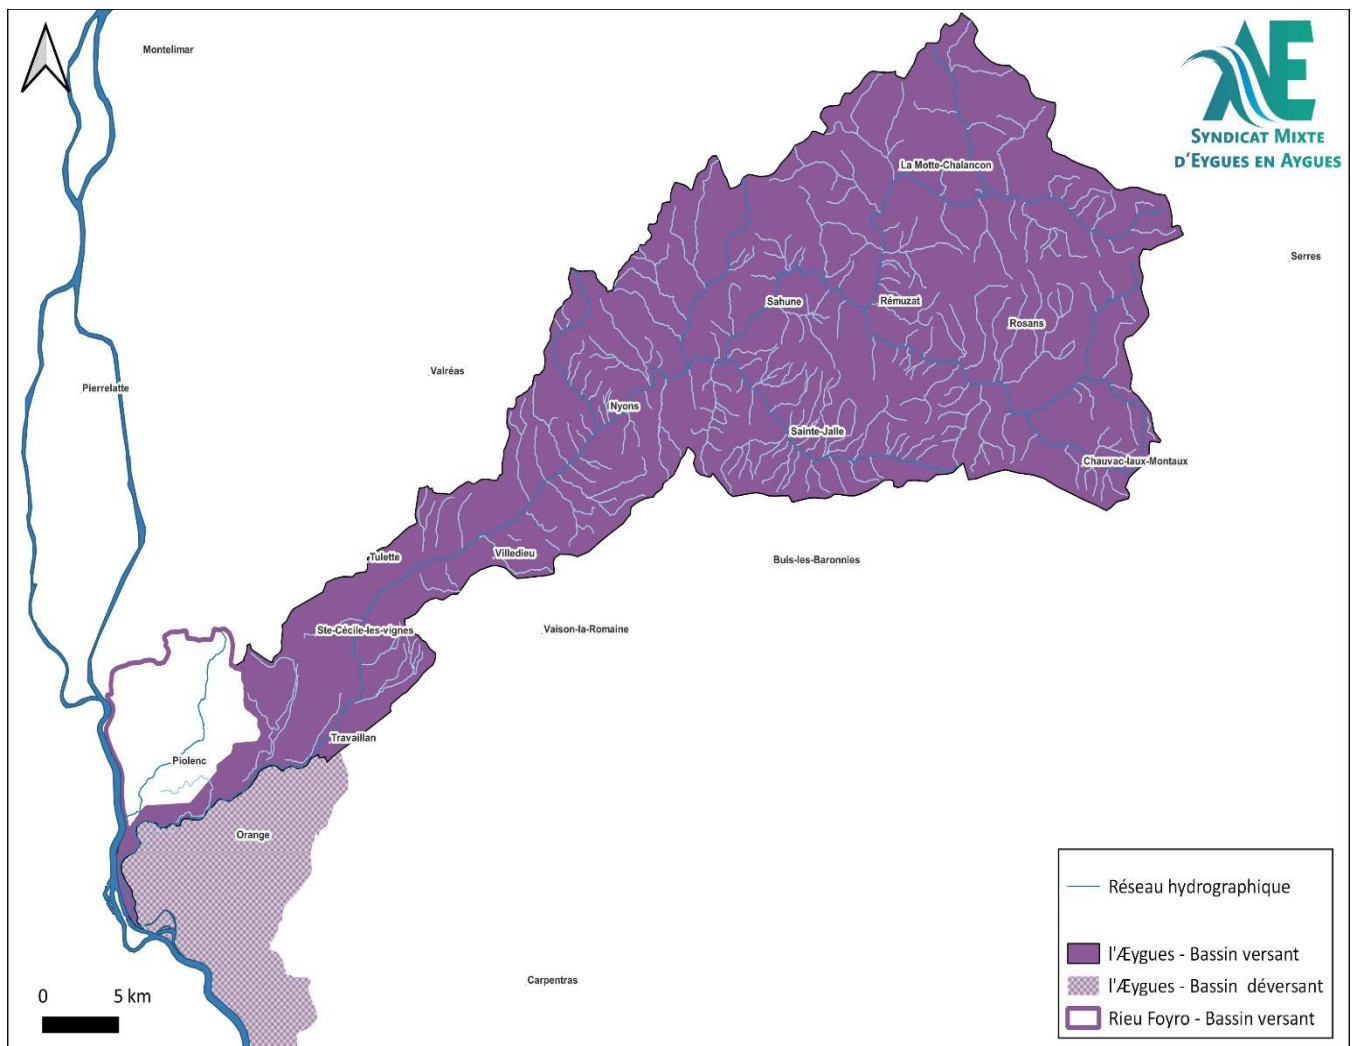 Montelimar
SYNDICAT MIXTE
D'EYGUES EN AYGUES
La Motte-Chalancon
Serres
Sahune
Rémuzat
Rosans
Valréas
Pierrelatte
Nyons
Sainte-Jalle
Chauvac-laux-Montaux
Tulette
Villedieu
Buis-les-Baronnies
Ste-Cécile-les-vignes
Vaison-la-Romaine
Travaillan
Piolenc
Orange
Carpentras
0 5 km
Réseau hydrographique
l'Æygues - Bassin versant
l'Æygues - Bassin déversant
Rieu Foyro - Bassin versant